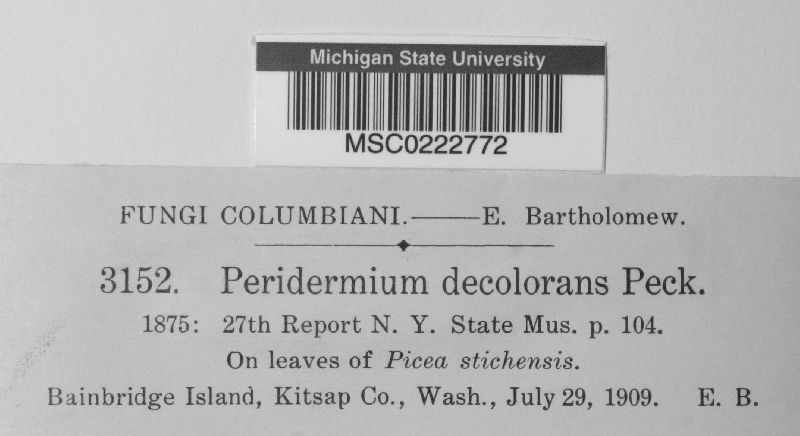 Michigan State University
MSC0222772
FUNGI COLUMBIANI.——E. Bartholomew.
3152. Peridermium decolorans Peck.
1875: 27th Report N. Y. State Mus. p. 104.
On leaves of Picea stichensis.
Bainbridge Island, Kitsap Co., Wash., July 29, 1909. E. B.